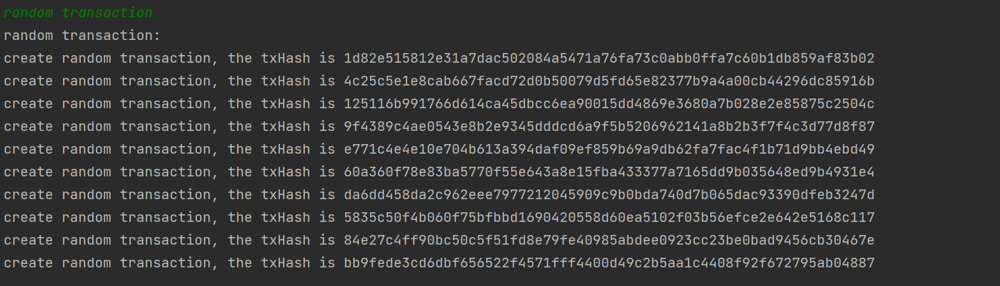 random transaction
random transaction:
create random transaction, the txHash is 1d82e515812e31a7dac502084a5471a76fa73c0abb0ffa7c60b1db859af83b02
create random transaction, the txHash is 4c25c5e1e8cab667facd72d0b50079d5fd65e82377b9a4a00cb44296dc85916b
create random transaction, the txHash is 125116b991766d614ca45dbcc6ea90015dd4869e3680a7b028e2e85875c2504c
create random transaction, the txHash is 9f4389c4ae0543e8b2e9345dddcd6a9f5b5206962141a8b2b3f7f4c3d77d8f87
create random transaction, the txHash is e771c4e4e10e704b613a394daf09ef859b69a9db62fa7fac4f1b71d9bb4ebd49
create random transaction, the txHash is 60a360f78e83ba5770f55e643a8e15fba433377a7165dd9b035648ed9b4931e4
create random transaction, the txHash is da6dd458da2c962eee7977212045909c9b0bda740d7b065dac93390dfeb3247d
create random transaction, the txHash is 5835c50f4b060f75bfbbd1690420558d60ea5102f03b56efce2e642e5168c117
create random transaction, the txHash is 84e27c4ff90bc50c5f51fd8e79fe40985abdee0923cc23be0bad9456cb30467e
create random transaction, the txHash is bb9fede3cd6dbf656522f4571fff4400d49c2b5aa1c4408f92f672795ab04887